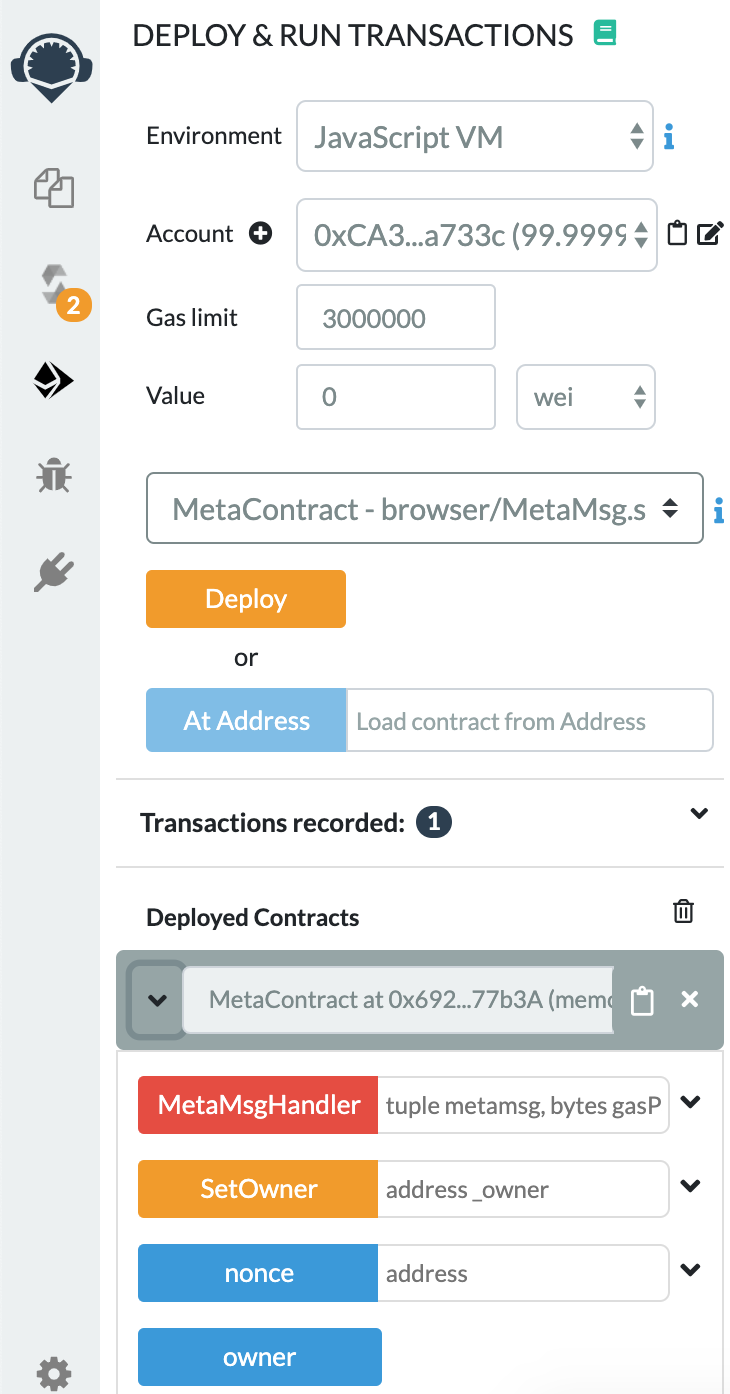 DEPLOY & RUN TRANSACTIONS
Environment JavaScript VM
Account 0xCA3...a733c (99.9999
Gas limit 3000000
2
Value 0 wei
MetaContract - browser/MetaMsg.s
Deploy
or
At Address Load contract from Address
Transactions recorded: 1
Deployed Contracts
MetaContract at 0x692...77b3A (memo
MetaMsgHandler tuple metamsg, bytes gasP
SetOwner address _owner
nonce address
owner